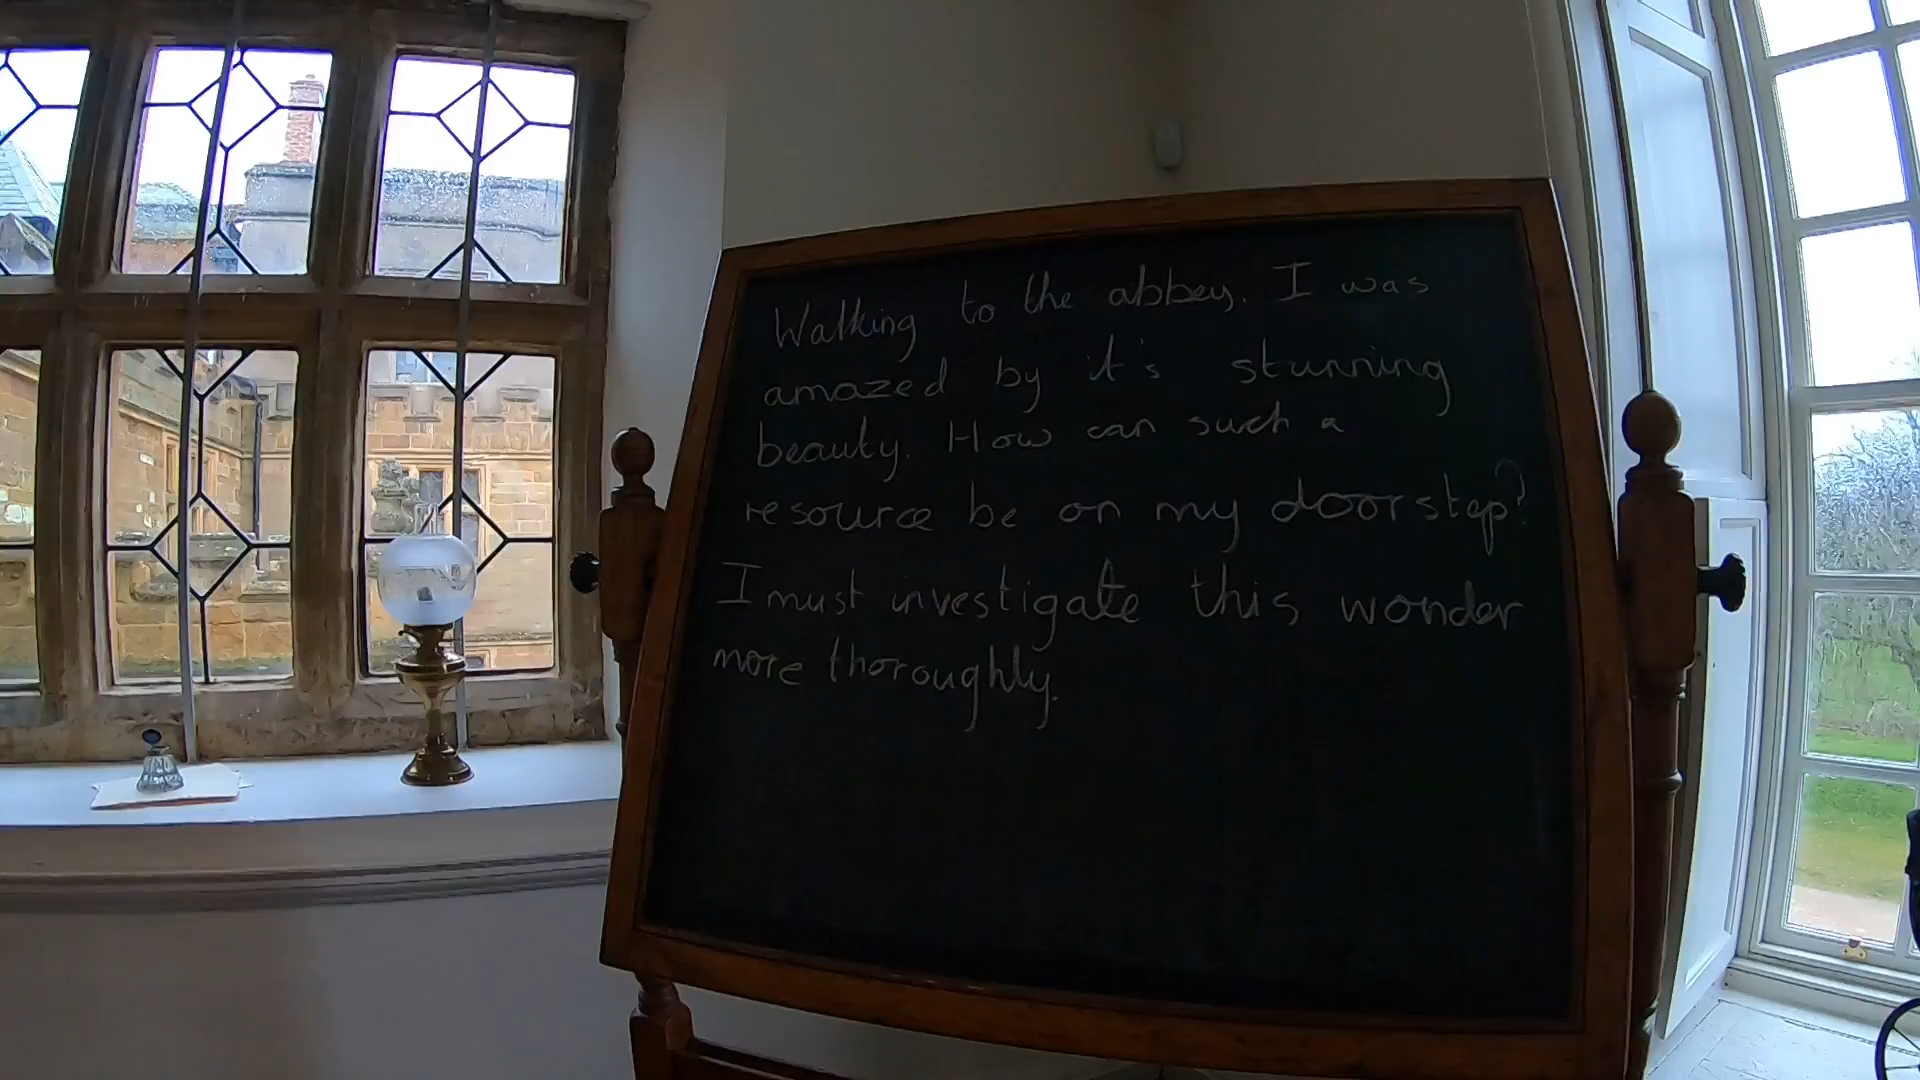 Walking to the abbey. I was
amazed by it's stunning
beauty. How can such a
resource be on my doorstep?
I must investigate this wonder
more thoroughly.